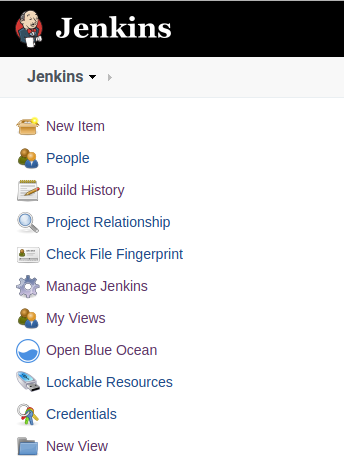 Jenkins
Jenkins
New Item
People
Build History
Project Relationship
Check File Fingerprint
Manage Jenkins
My Views
Open Blue Ocean
Lockable Resources
Credentials
New View